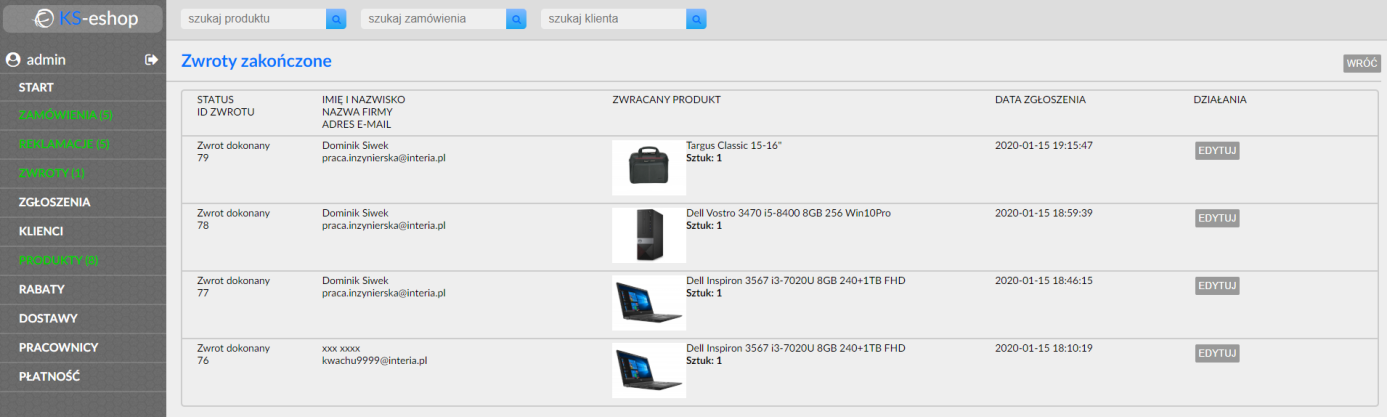 KS-eshop
szukaj produktu
szukaj zamówienia
szukaj klienta
admin
START
ZAMÓWIENIA (5)
REKLAMACJE (5)
ZWROTY (1)
ZGŁOSZENIA
KLIENCI
PRODUKTY (8)
RABATY
DOSTAWY
PRACOWNICY
PŁATNOŚĆ
Zwroty zakończone
WRÓĆ
STATUS
ID ZWROTU
IMIĘ I NAZWISKO
NAZWA FIRMY
ADRES E-MAIL
ZWRACANY PRODUKT
DATA ZGŁOSZENIA
DZIAŁANIA
Zwrot dokonany
79
Dominik Siwek
praca.inzynierska@interia.pl
Targus Classic 15-16"
Sztuk: 1
2020-01-15 19:15:47
EDYTUJ
Zwrot dokonany
78
Dominik Siwek
praca.inzynierska@interia.pl
Dell Vostro 3470 i5-8400 8GB 256 Win10Pro
Sztuk: 1
2020-01-15 18:59:39
EDYTUJ
Zwrot dokonany
77
Dominik Siwek
praca.inzynierska@interia.pl
Dell Inspiron 3567 i3-7020U 8GB 240+1TB FHD
Sztuk: 1
2020-01-15 18:46:15
EDYTUJ
Zwrot dokonany
76
xxx xxxx
kwachu9999@interia.pl
Dell Inspiron 3567 i3-7020U 8GB 240+1TB FHD
Sztuk: 1
2020-01-15 18:10:19
EDYTUJ